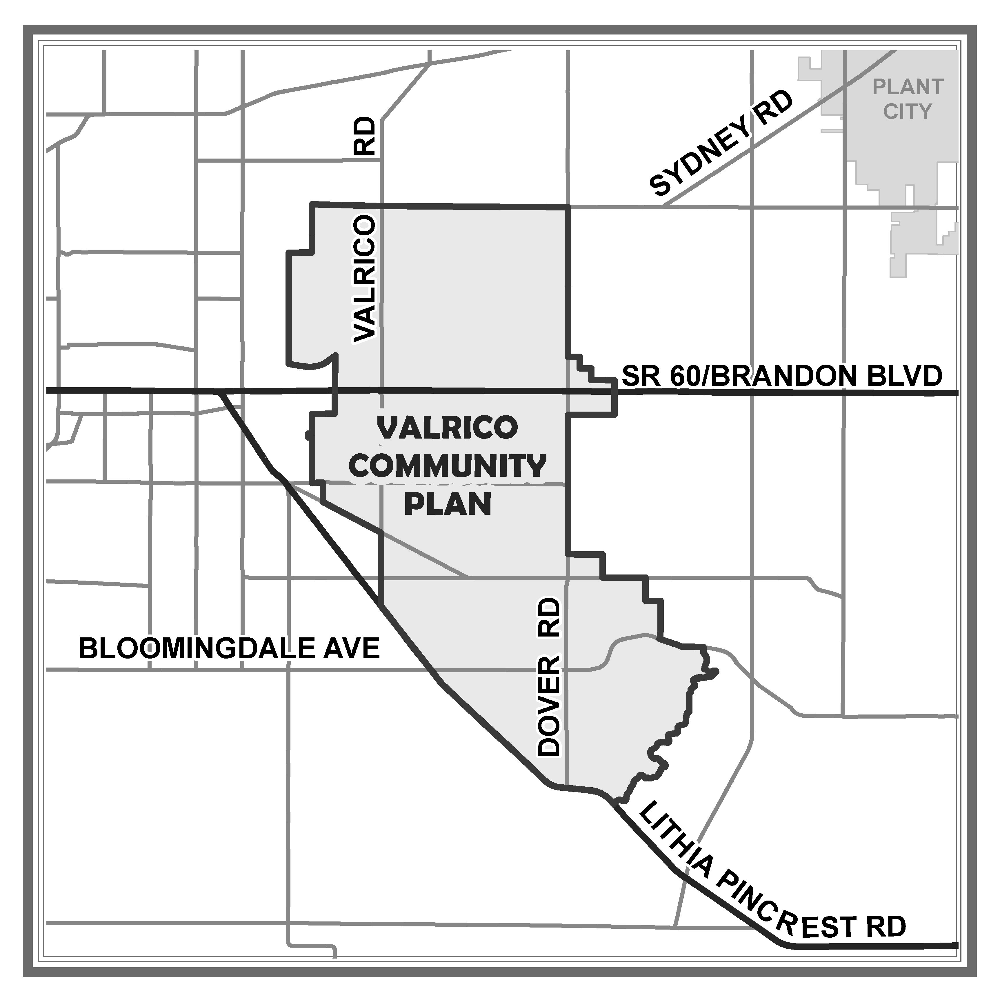 PLANT
CITY
SYDNEY RD
VALRICO RD
SR 60/BRANDON BLVD
VALRICO
COMMUNITY
PLAN
BLOOMINGDALE AVE
DOVER RD
LITHIA PINCREST RD